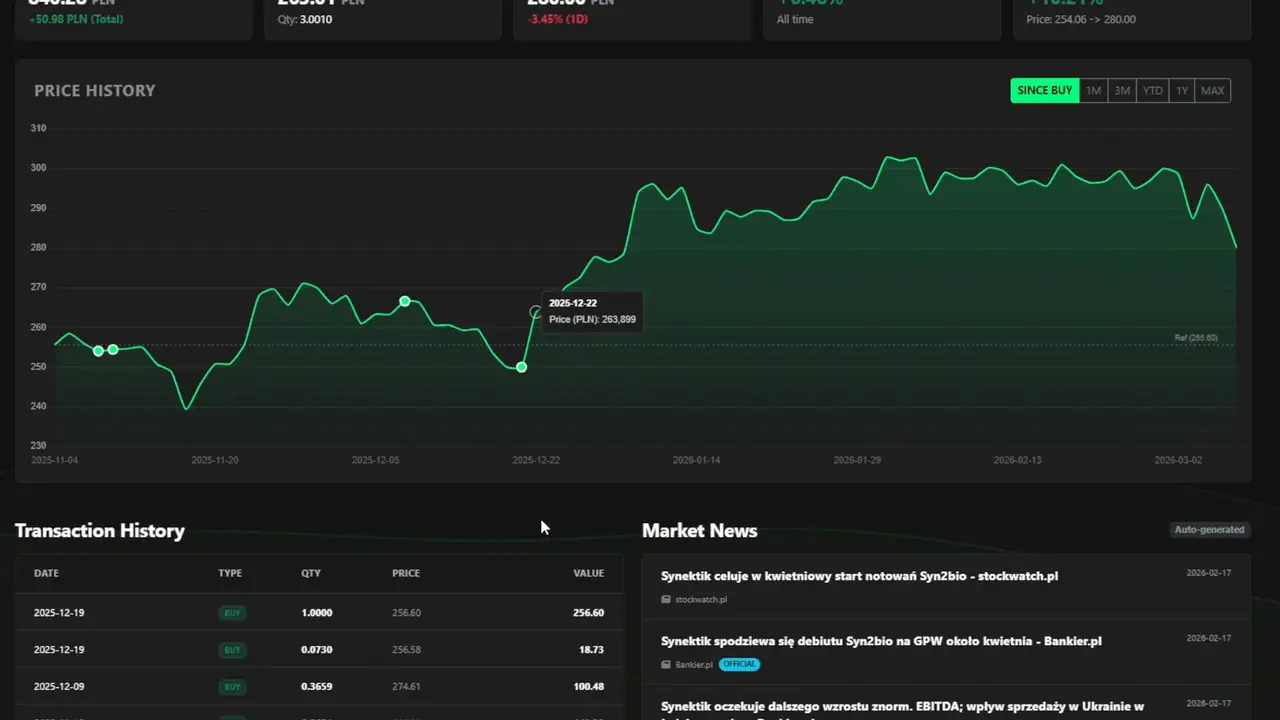 PLN
PLN
PLN
+50.98 PLN (Total)
Qty: 3.0010
-3.45% (1D)
All time
Price: 254.06 -> 280.00
PRICE HISTORY
SINCE BUY 1M 3M YTD 1Y MAX
310
300
290
280
270
260
250
240
230
2025-12-22
Price (PLN): 263,899
2025-11-04 2025-11-20 2025-12-05 2025-12-22 2026-01-14 2026-01-29 2026-02-13 2026-03-02
Transaction History
DATE TYPE QTY PRICE VALUE
2025-12-19 BUY 1.0000 256.60 256.60
2025-12-19 BUY 0.0730 256.58 18.73
2025-12-09 BUY 0.3659 274.61 100.48
Market News
Auto-generated
Synektik celuje w kwietniowy start notowań Syn2bio - stockwatch.pl
2026-02-17
stockwatch.pl
Synektik spodziewa się debiutu Syn2bio na GPW około kwietnia - Bankier.pl
2026-02-17
Bankier.pl OFFICIAL
Synektik oczekuje dalszego wzrostu znorm. EBITDA; wpływ sprzedaży w Ukrainie w
2026-02-17